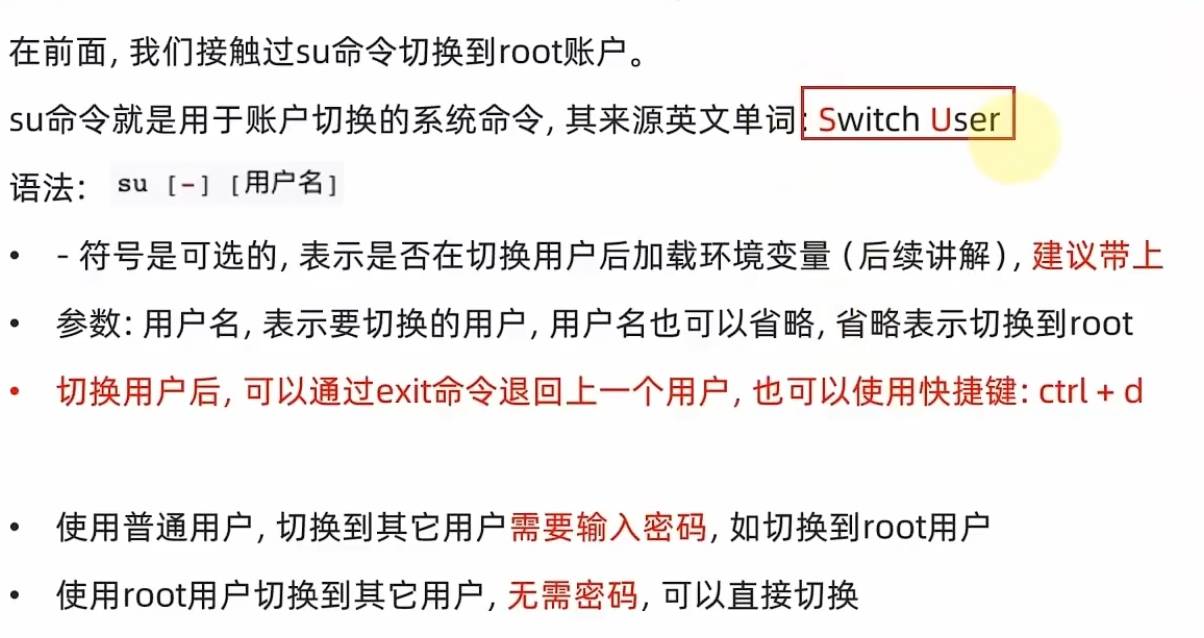 在前面, 我们接触过su命令切换到root账户。
su命令就是用于账户切换的系统命令, 其来源英文单词: Switch User
语法: su [-] [用户名]
• - 符号是可选的, 表示是否在切换用户后加载环境变量 (后续讲解), 建议带上
• 参数: 用户名, 表示要切换的用户, 用户名也可以省略, 省略表示切换到root
• 切换用户后, 可以通过exit命令退回上一个用户, 也可以使用快捷键: ctrl + d
• 使用普通用户, 切换到其它用户需要输入密码, 如切换到root用户
• 使用root用户切换到其它用户, 无需密码, 可以直接切换